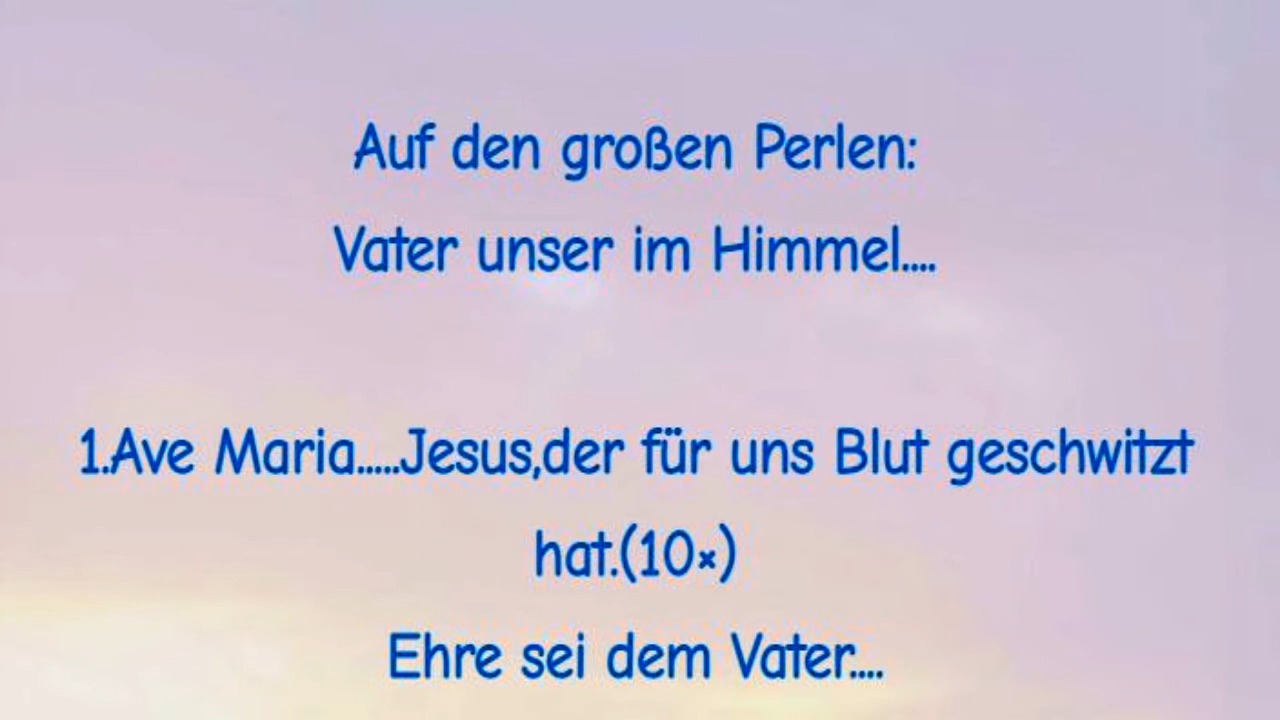 Auf den großen Perlen:
Vater unser im Himmel....
1.Ave Maria.....Jesus,der für uns Blut geschwitzt
hat.(10×)
Ehre sei dem Vater....